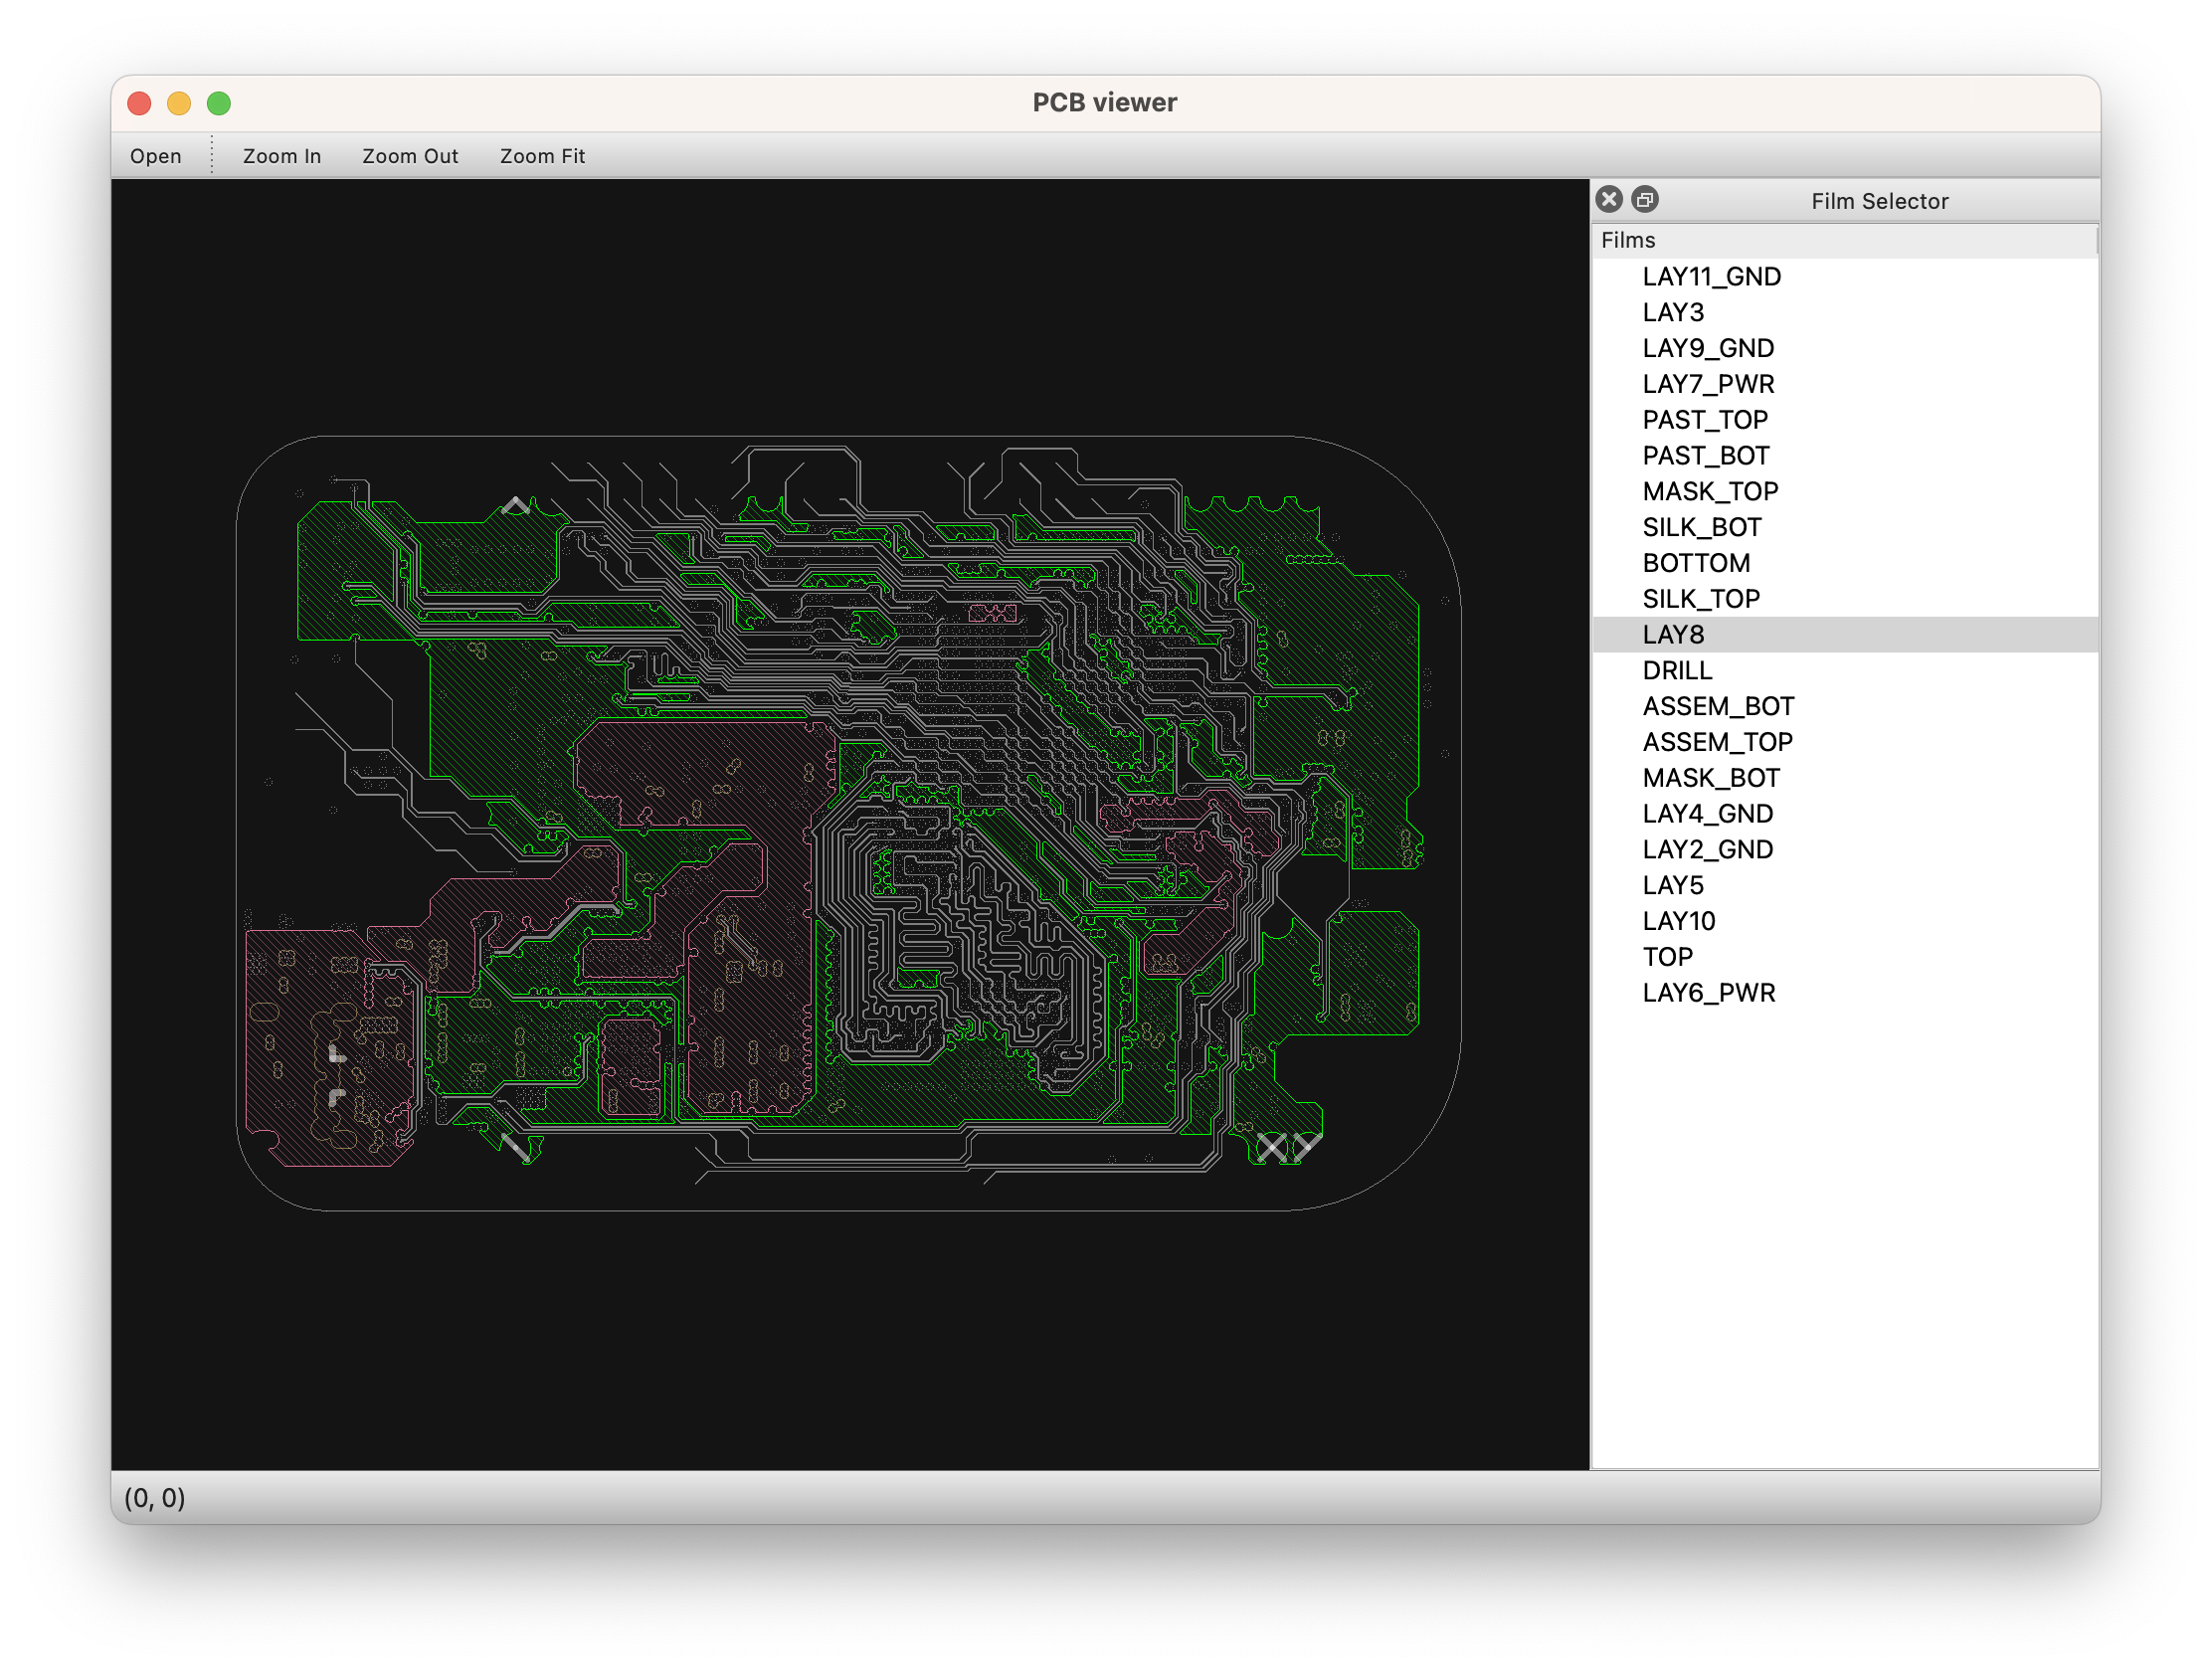 PCB viewer
Open Zoom In Zoom Out Zoom Fit
Film Selector
Films
LAY11_GND
LAY3
LAY9_GND
LAY7_PWR
PAST_TOP
PAST_BOT
MASK_TOP
SILK_BOT
BOTTOM
SILK_TOP
LAY8
DRILL
ASSEM_BOT
ASSEM_TOP
MASK_BOT
LAY4_GND
LAY2_GND
LAY5
LAY10
TOP
LAY6_PWR
(0, 0)